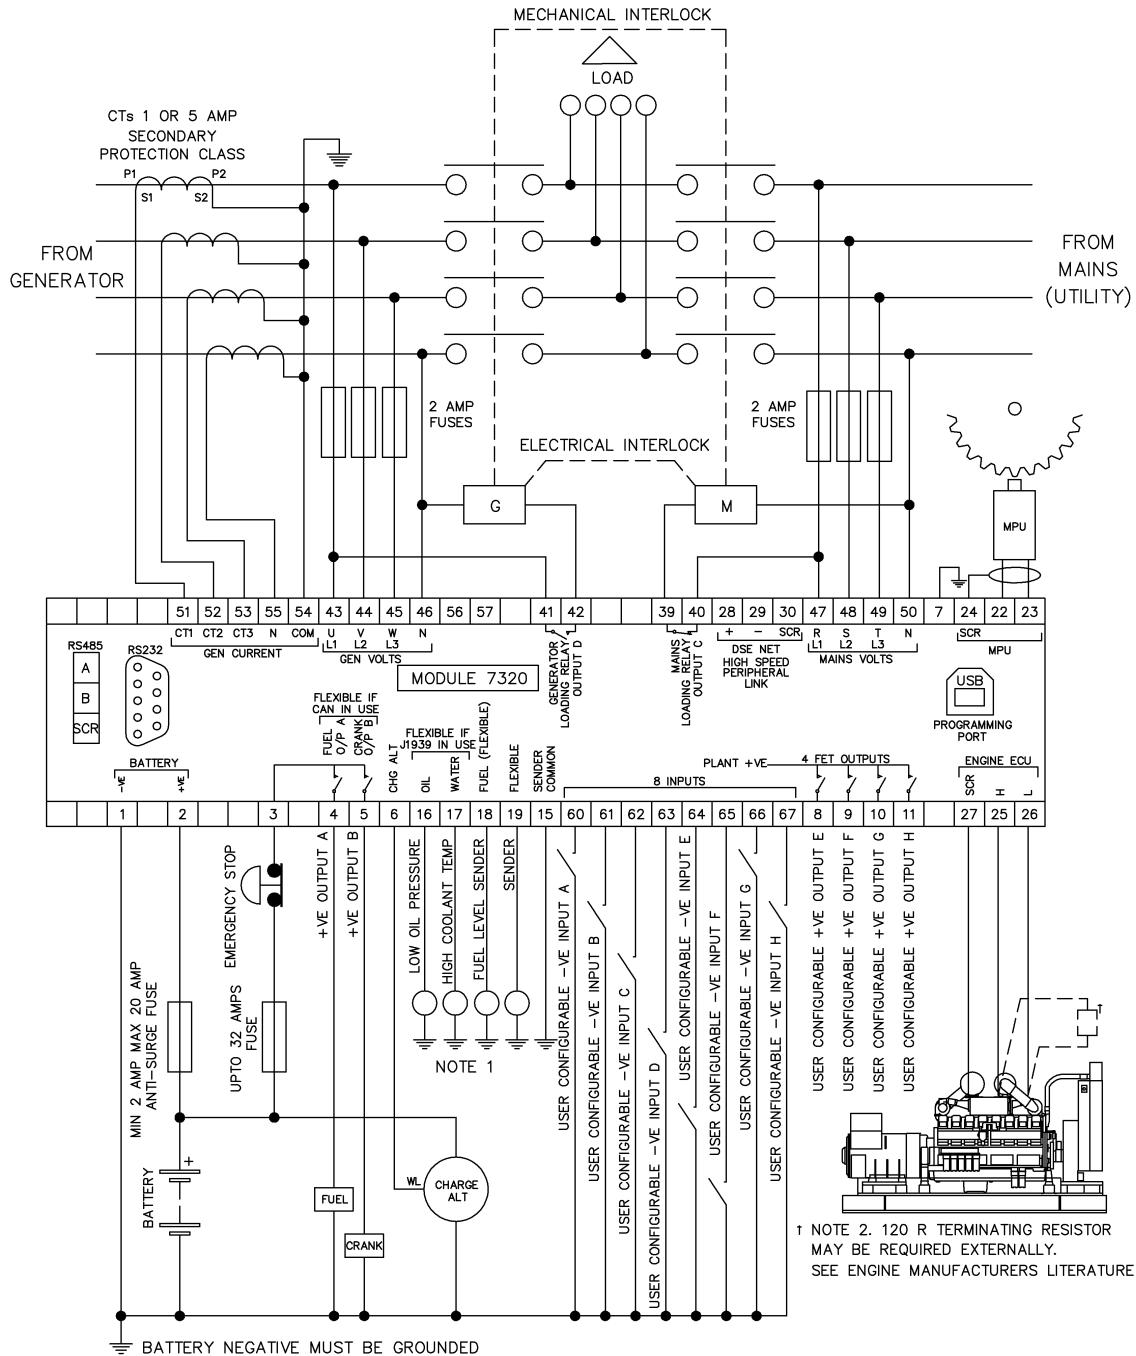 MECHANICAL INTERLOCK
LOAD
CTs 1 OR 5 AMP
SECONDARY
PROTECTION CLASS
P1
P2
S1
S2
FROM
GENERATOR
FROM
MAINS
(UTILITY)
2 AMP
FUSES
2 AMP
FUSES
ELECTRICAL INTERLOCK
G
M
MPU
51 52 53 55 54 43 44 45 46 56 57 41 42 39 40 28 29 30 47 48 49 50 7 24 22 23
CT1 CT2 CT3 N COM
GEN CURRENT
U V W N
L1 L2 L3
GEN VOLTS
GENERATOR
LOADING RELAY
OUTPUT D
MAINS
LOADING RELAY
OUTPUT C
+ − SCR
DSE NET
HIGH SPEED
PERIPHERAL
LINK
R S T N
L1 L2 L3
MAINS VOLTS
SCR
MPU
RS485
A
B
SCR
RS232
MODULE 7320
USB
PROGRAMMING
PORT
BATTERY
-VE
+VE
FLEXIBLE IF
CAN IN USE
FUEL
O/P A
CRANK
O/P B
CHG ALT
FLEXIBLE IF
J1939 IN USE
OIL
WATER
FUEL (FLEXIBLE)
FLEXIBLE
SENDER
COMMON
8 INPUTS
PLANT +VE
4 FET OUTPUTS
ENGINE ECU
SCR
H
L
1 2 3 4 5 6 16 17 18 19 15 60 61 62 63 64 65 66 67 8 9 10 11 27 25 26
EMERGENCY STOP
+VE OUTPUT A
+VE OUTPUT B
LOW OIL PRESSURE
HIGH COOLANT TEMP
FUEL LEVEL SENDER
SENDER
USER CONFIGURABLE -VE INPUT A
USER CONFIGURABLE -VE INPUT B
USER CONFIGURABLE -VE INPUT C
USER CONFIGURABLE -VE INPUT D
USER CONFIGURABLE -VE INPUT E
USER CONFIGURABLE -VE INPUT F
USER CONFIGURABLE -VE INPUT G
USER CONFIGURABLE -VE INPUT H
USER CONFIGURABLE +VE OUTPUT E
USER CONFIGURABLE +VE OUTPUT F
USER CONFIGURABLE +VE OUTPUT G
USER CONFIGURABLE +VE OUTPUT H
MIN 2 AMP MAX 20 AMP
ANTI-SURGE FUSE
UPTO 32 AMPS
FUSE
NOTE 1
†
BATTERY
+
WL
CHARGE
ALT
FUEL
CRANK
† NOTE 2. 120 R TERMINATING RESISTOR
MAY BE REQUIRED EXTERNALLY.
SEE ENGINE MANUFACTURERS LITERATURE
BATTERY NEGATIVE MUST BE GROUNDED